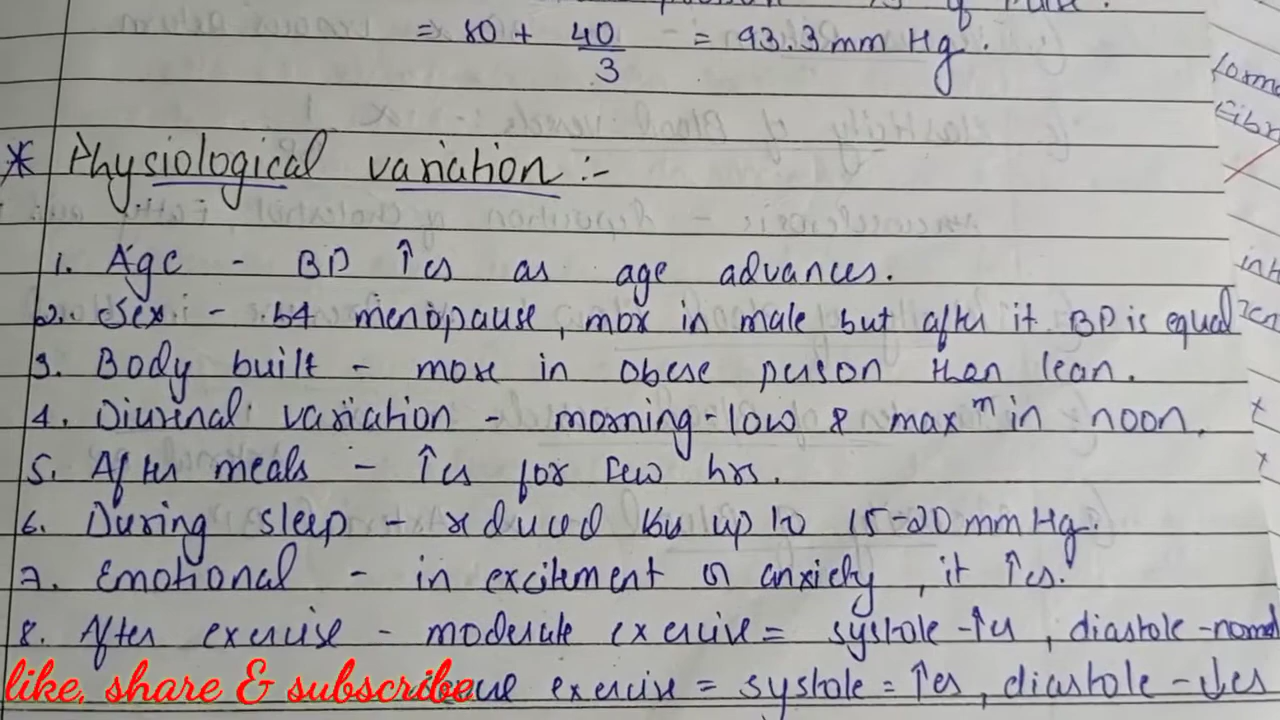 ⇒ 80 + 40/3 = 93.3 mm Hg.
* Physiological variation :-
1. Age - BP ↑es as age advances.
2. Sex - b4 menopause, mor in male but after it BP is equal
3. Body built - more in obese person then lean.
4. Diurinal variation - morning-low & maxᵐ in noon.
5. After meals - ↑es for few hrs.
6. During sleep - reduced by up to 15-20 mm Hg.
7. Emotional - in excitement or anxiety, it ↑es.
8. After exercise - moderate exercise = systole -↑es, diastole -normal
exercise = systole = ↑es, diastole -↓es
like, share & subscribe